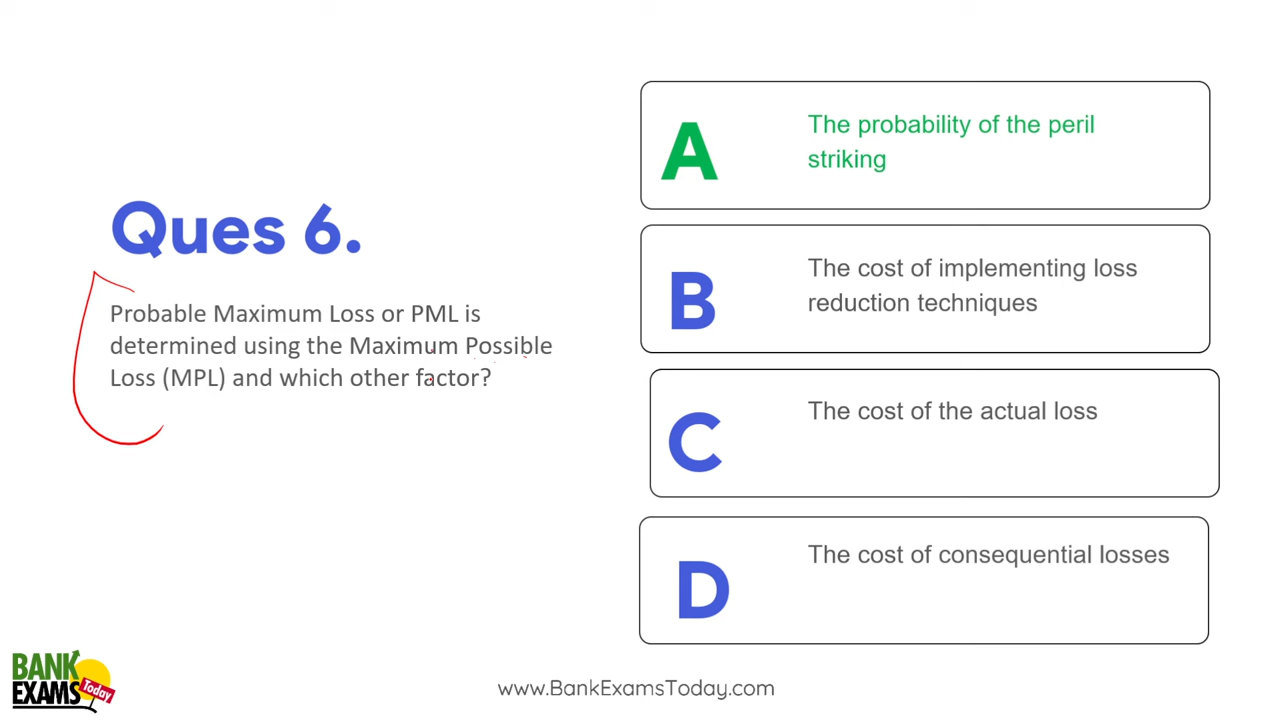 Ques 6.
Probable Maximum Loss or PML is
determined using the Maximum Possible
Loss (MPL) and which other factor?
A
The probability of the peril
striking
B
The cost of implementing loss
reduction techniques
C
The cost of the actual loss
D
The cost of consequential losses
BANK
EXAMS
Today
www.BankExamsToday.com